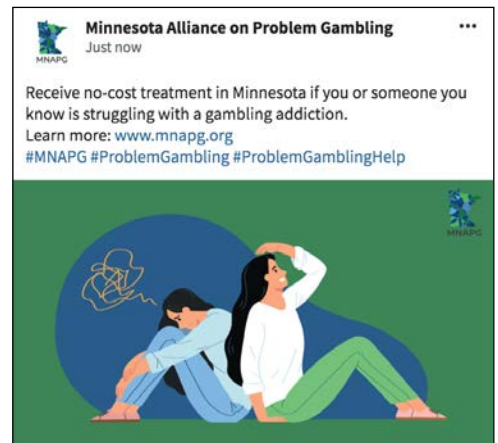 Minnesota Alliance on Problem Gambling
Just now
MNAPG
Receive no-cost treatment in Minnesota if you or someone you
know is struggling with a gambling addiction.
Learn more: www.mnapg.org
#MNAPG #ProblemGambling #ProblemGamblingHelp
MNAPG